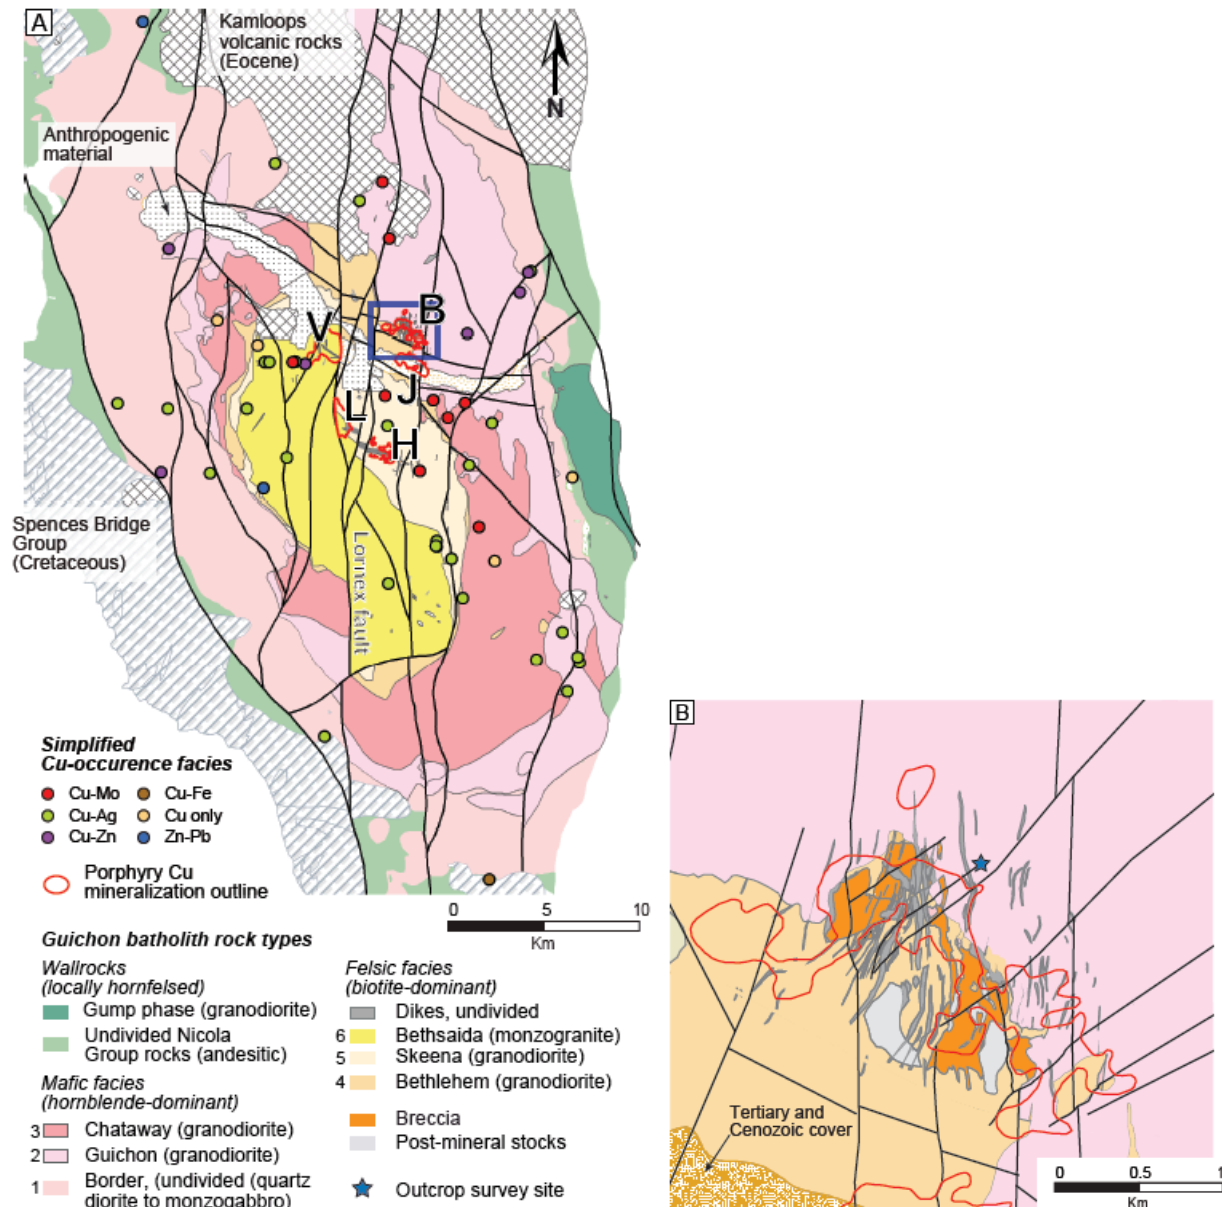 A
Kamloops
volcanic rocks
(Eocene)
N
Anthropogenic
material
B
V
J
L
H
Spences Bridge
Group
(Cretaceous)
Lornex fault
Simplified
Cu-occurence facies
Cu-Mo
Cu-Fe
Cu-Ag
Cu only
Cu-Zn
Zn-Pb
Porphyry Cu
mineralization outline
0 5 10
Km
Guichon batholith rock types
Wallrocks
(locally hornfelsed)
Gump phase (granodiorite)
Undivided Nicola
Group rocks (andesitic)
Mafic facies
(hornblende-dominant)
3 Chataway (granodiorite)
2 Guichon (granodiorite)
1 Border, (undivided (quartz
diorite to monzogabbro)
Felsic facies
(biotite-dominant)
Dikes, undivided
6 Bethsaida (monzogranite)
5 Skeena (granodiorite)
4 Bethlehem (granodiorite)
Breccia
Post-mineral stocks
Outcrop survey site
B
Tertiary and
Cenozoic cover
0 0.5 1
Km